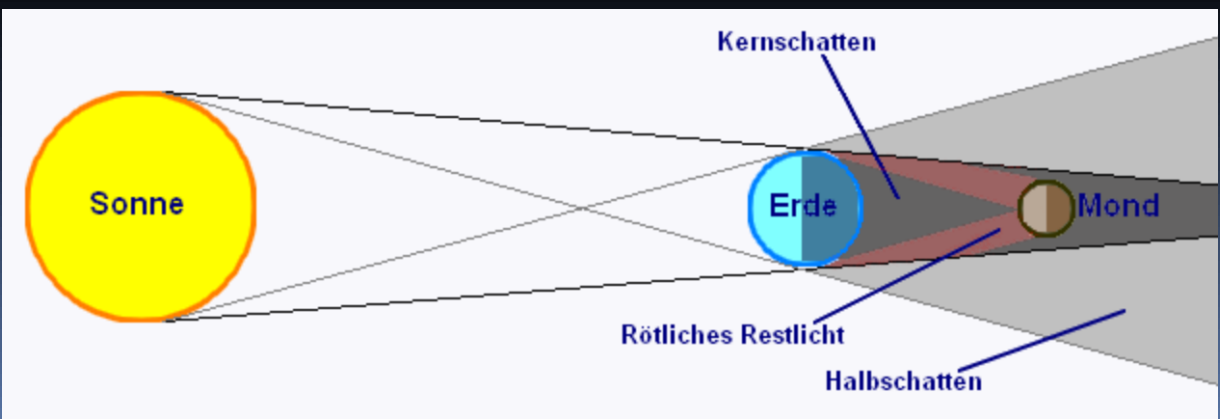 Kernschatten
Sonne
Erde
Mond
Rötliches Restlicht
Halbschatten